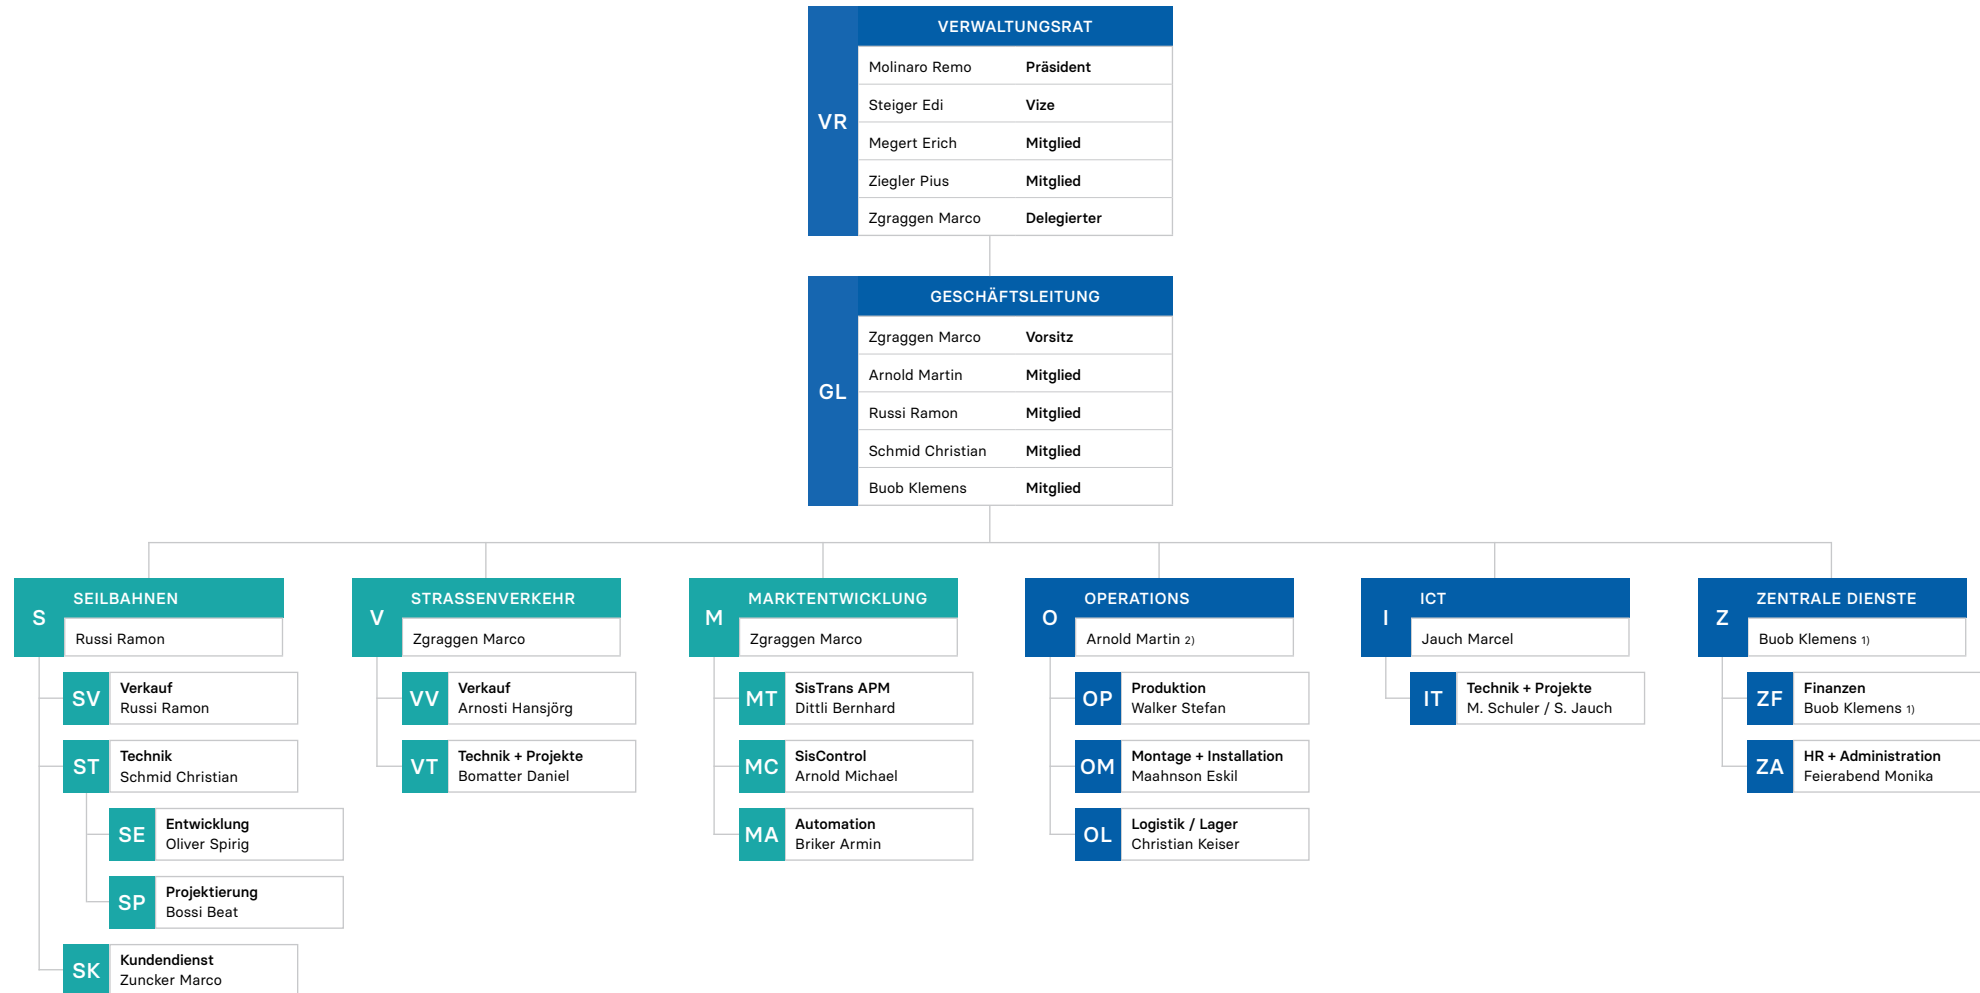 VERWALTUNGSRAT
VR
Molinaro Remo Präsident
Steiger Edi Vize
Megert Erich Mitglied
Ziegler Pius Mitglied
Zgraggen Marco Delegierter
GESCHÄFTSLEITUNG
GL
Zgraggen Marco Vorsitz
Arnold Martin Mitglied
Russi Ramon Mitglied
Schmid Christian Mitglied
Buob Klemens Mitglied
S SEILBAHNEN
Russi Ramon
SV Verkauf
Russi Ramon
ST Technik
Schmid Christian
SE Entwicklung
Oliver Spirig
SP Projektierung
Bossi Beat
SK Kundendienst
Zuncker Marco
V STRASSENVERKEHR
Zgraggen Marco
VV Verkauf
Arnosti Hansjörg
VT Technik + Projekte
Bomatter Daniel
M MARKTENTWICKLUNG
Zgraggen Marco
MT SisTrans APM
Dittli Bernhard
MC SisControl
Arnold Michael
MA Automation
Briker Armin
O OPERATIONS
Arnold Martin 2)
OP Produktion
Walker Stefan
OM Montage + Installation
Maahnson Eskil
OL Logistik / Lager
Christian Keiser
I ICT
Jauch Marcel
IT Technik + Projekte
M. Schuler / S. Jauch
Z ZENTRALE DIENSTE
Buob Klemens 1)
ZF Finanzen
Buob Klemens 1)
ZA HR + Administration
Feierabend Monika